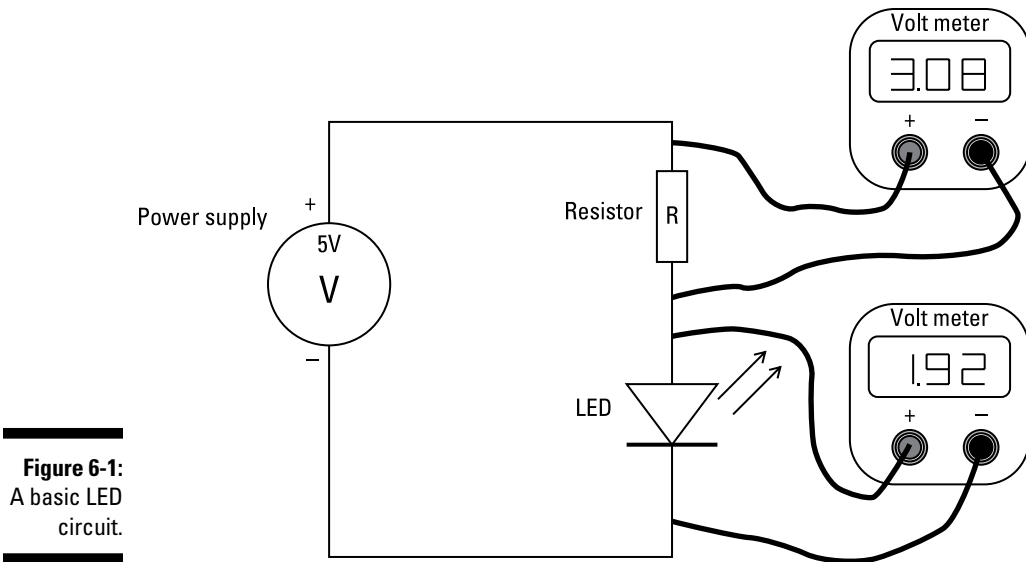 Volt meter
3.08
+ −
Power supply
+
5V
V
−
Resistor
R
Volt meter
1.92
+ −
LED
Figure 6-1:
A basic LED
circuit.